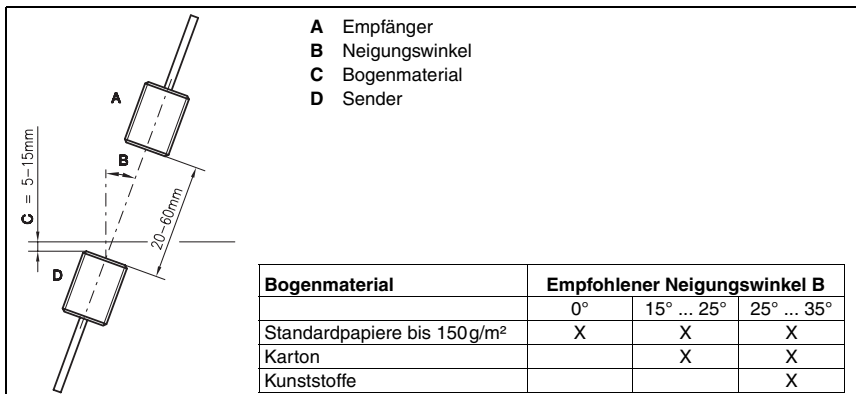 A Empfänger
B Neigungswinkel
C Bogenmaterial
D Sender
A
B
C = 5-15mm
20-60mm
D
Bogenmaterial Empfohlener Neigungswinkel B
0° 15° ... 25° 25° ... 35°
Standardpapiere bis 150g/m² X X X
Karton X X
Kunststoffe X